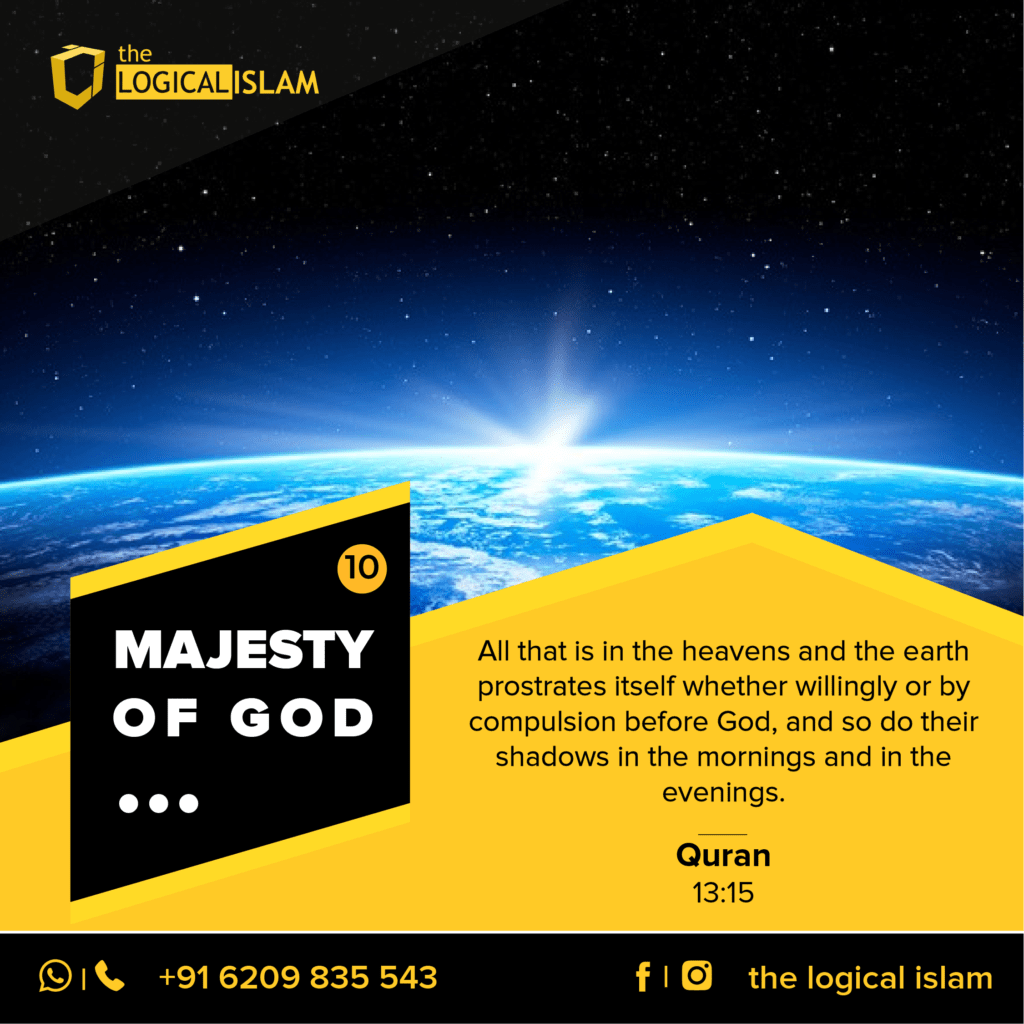 the
LOGICALISLAM
10
MAJESTY
OF GOD
All that is in the heavens and the earth
prostrates itself whether willingly or by
compulsion before God, and so do their
shadows in the mornings and in the
evenings.
Quran
13:15
+91 6209 835 543
the logical islam